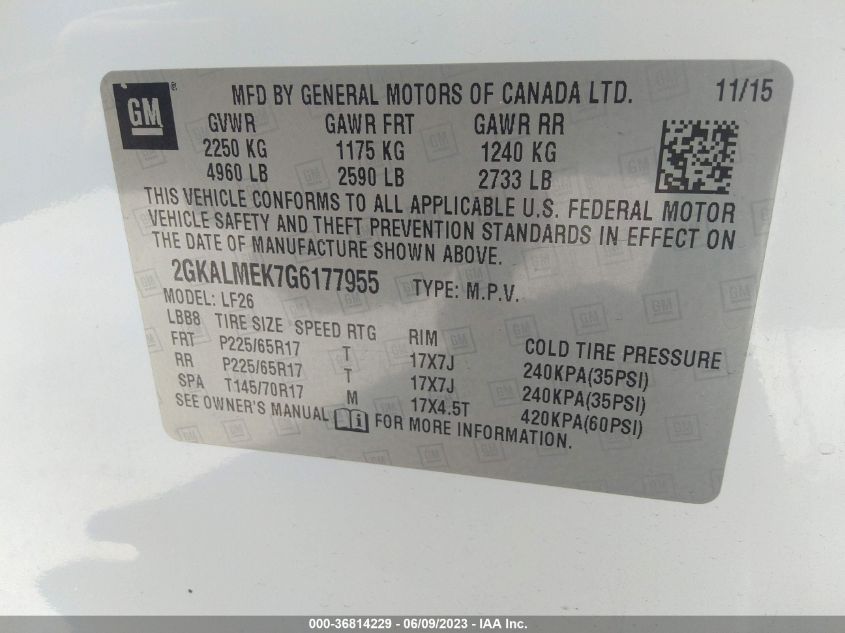 GM ®
MFD BY GENERAL MOTORS OF CANADA LTD. 11/15
GVWR GAWR FRT GAWR RR
2250 KG 1175 KG 1240 KG
4960 LB 2590 LB 2733 LB
THIS VEHICLE CONFORMS TO ALL APPLICABLE U.S. FEDERAL MOTOR
VEHICLE SAFETY AND THEFT PREVENTION STANDARDS IN EFFECT ON
THE DATE OF MANUFACTURE SHOWN ABOVE.
2GKALMEK7G6177955 TYPE: M.P.V.
MODEL: LF26
LBB8 TIRE SIZE SPEED RTG RIM COLD TIRE PRESSURE
FRT P225/65R17 T 17X7J 240KPA(35PSI)
RR P225/65R17 T 17X7J 240KPA(35PSI)
SPA T145/70R17 M 17X4.5T 420KPA(60PSI)
SEE OWNER'S MANUAL i FOR MORE INFORMATION.
000-36814229 - 06/09/2023 - IAA Inc.